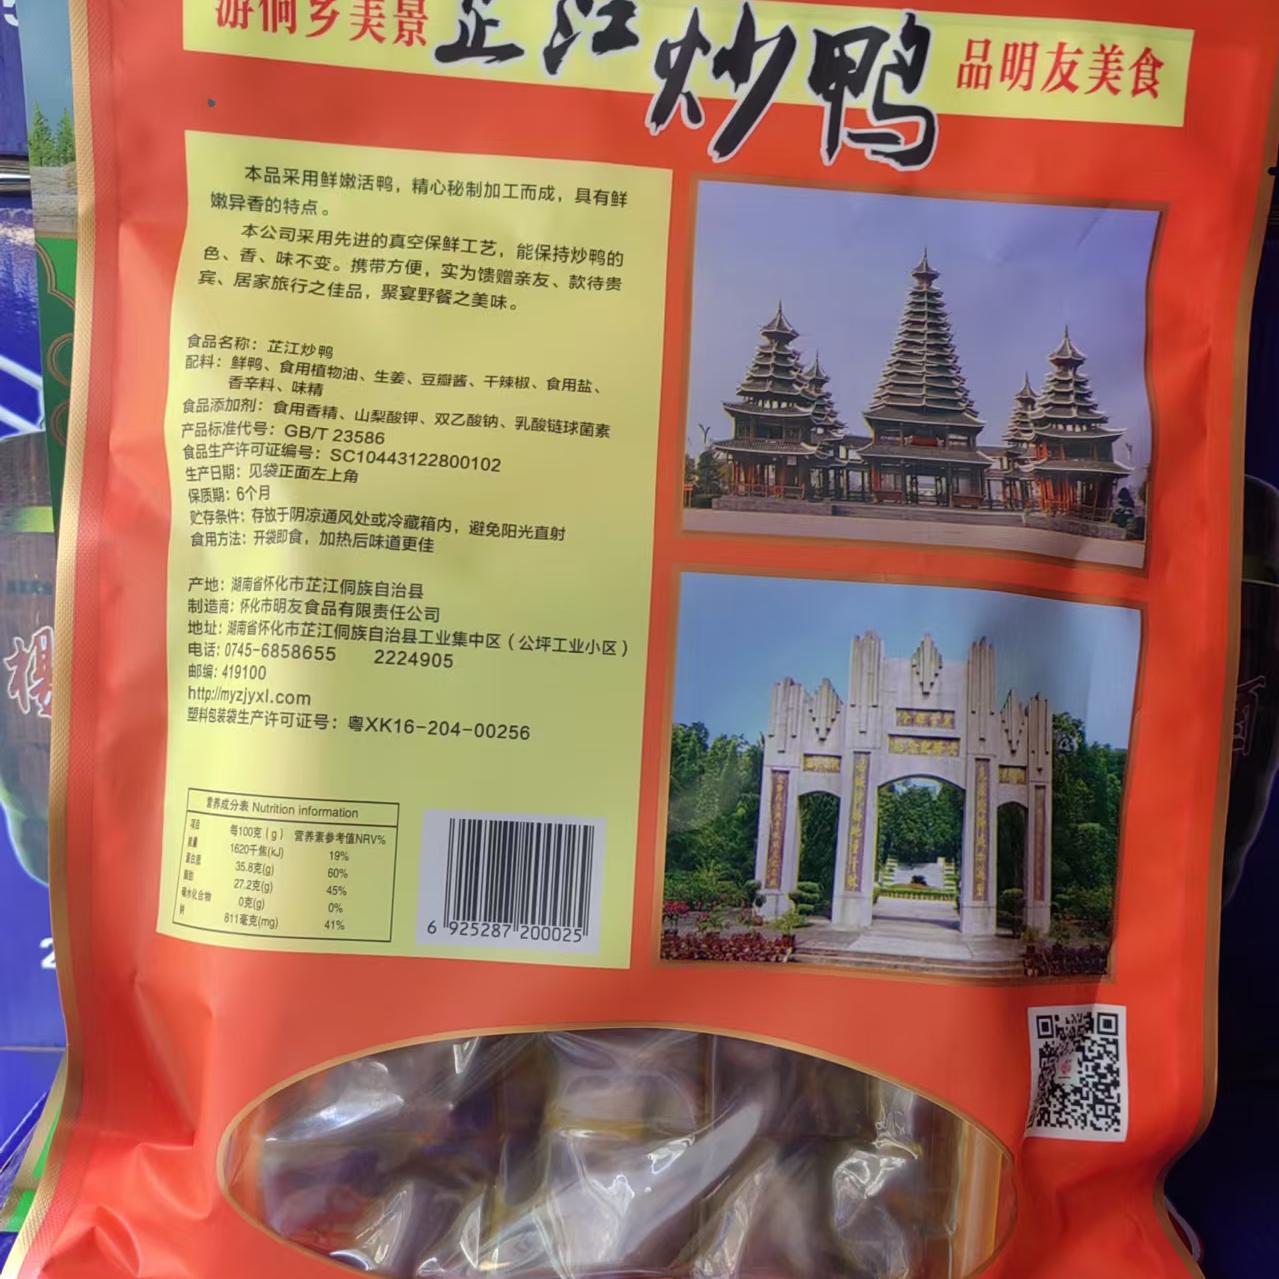 游侗乡美景
芷江炒鸭
品明友美食
本品采用鲜嫩活鸭，精心秘制加工而成，具有鲜
嫩异香的特点。
本公司采用先进的真空保鲜工艺，能保持炒鸭的
色、香、味不变。携带方便，实为馈赠亲友、款待贵
宾、居家旅行之佳品，聚宴野餐之美味。
食品名称：芷江炒鸭
配料：鲜鸭、食用植物油、生姜、豆瓣酱、干辣椒、食用盐、
香辛料、味精
食品添加剂：食用香精、山梨酸钾、双乙酸钠、乳酸链球菌素
产品标准代号：GB/T 23586
食品生产许可证编号：SC10443122800102
生产日期：见袋正面左上角
保质期：6个月
贮存条件：存放于阴凉通风处或冷藏箱内，避免阳光直射
食用方法：开袋即食，加热后味道更佳
产地：湖南省怀化市芷江侗族自治县
制造商：怀化市明友食品有限责任公司
地址：湖南省怀化市芷江侗族自治县工业集中区（公坪工业小区）
电话：0745-6858655 2224905
邮编：419100
http://myzjyxl.com
塑料包装袋生产许可证号：粤XK16-204-00256
营养成分表 Nutrition information
项目 每100克（g） 营养素参考值NRV%
能量 1620千焦(kJ) 19%
蛋白质 35.8克(g) 60%
脂肪 27.2克(g) 45%
碳水化合物 0克(g) 0%
钠 811毫克(mg) 41%
6 925287 200025